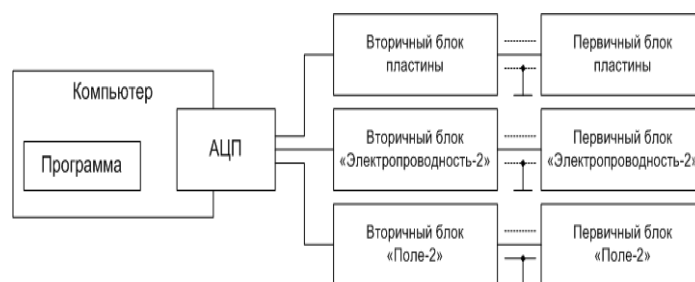 Компьютер
Программа
АЦП
Вторичный блок
пластины
Первичный блок
пластины
Вторичный блок
«Электропроводность-2»
Первичный блок
«Электропроводность-2»
Вторичный блок
«Поле-2»
Первичный блок
«Поле-2»